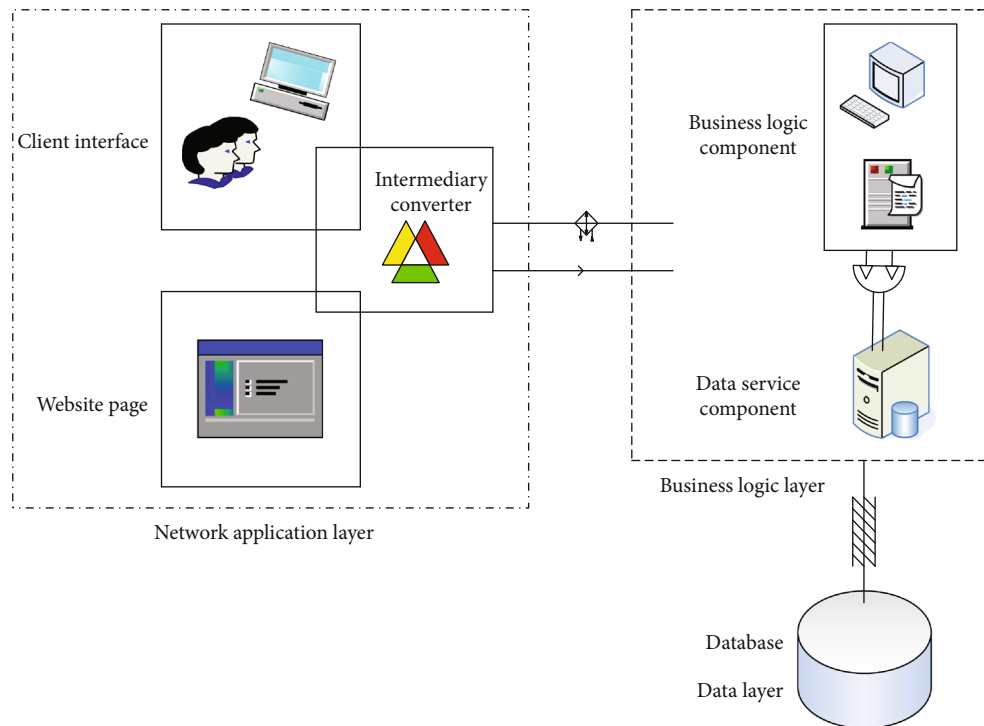 Client interface
Intermediary
converter
Website page
Network application layer
Business logic
component
Data service
component
Business logic layer
Database
Data layer